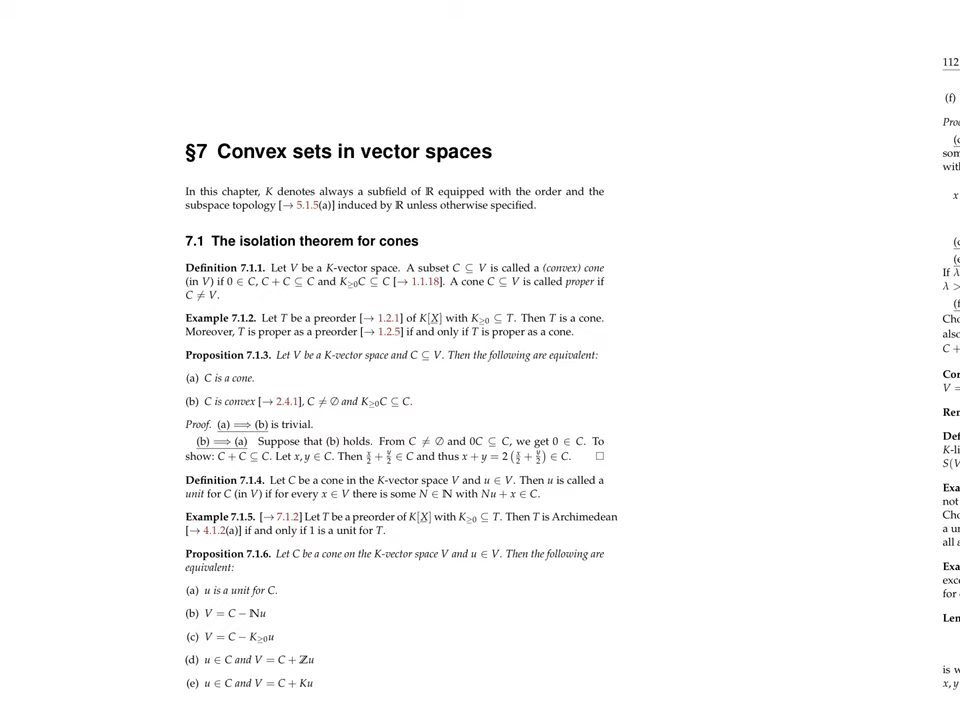 §7 Convex sets in vector spaces
In this chapter, K denotes always a subfield of ℝ equipped with the order and the
subspace topology [→ 5.1.5(a)] induced by ℝ unless otherwise specified.
7.1 The isolation theorem for cones
Definition 7.1.1. Let V be a K-vector space. A subset C ⊆ V is called a (convex) cone
(in V) if 0 ∈ C, C + C ⊆ C and K≥0C ⊆ C [→ 1.1.18]. A cone C ⊆ V is called proper if
C ≠ V.
Example 7.1.2. Let T be a preorder [→ 1.2.1] of K[X] with K≥0 ⊆ T. Then T is a cone.
Moreover, T is proper as a preorder [→ 1.2.5] if and only if T is proper as a cone.
Proposition 7.1.3. Let V be a K-vector space and C ⊆ V. Then the following are equivalent:
(a) C is a cone.
(b) C is convex [→ 2.4.1], C ≠ ∅ and K≥0C ⊆ C.
Proof. (a) ⟹ (b) is trivial.
(b) ⟹ (a) Suppose that (b) holds. From C ≠ ∅ and 0C ⊆ C, we get 0 ∈ C. To
show: C + C ⊆ C. Let x, y ∈ C. Then x/2 + y/2 ∈ C and thus x + y = 2 (x/2 + y/2) ∈ C. □
Definition 7.1.4. Let C be a cone in the K-vector space V and u ∈ V. Then u is called a
unit for C (in V) if for every x ∈ V there is some N ∈ ℕ with Nu + x ∈ C.
Example 7.1.5. [→7.1.2] Let T be a preorder of K[X] with K≥0 ⊆ T. Then T is Archimedean
[→ 4.1.2(a)] if and only if 1 is a unit for T.
Proposition 7.1.6. Let C be a cone on the K-vector space V and u ∈ V. Then the following are
equivalent:
(a) u is a unit for C.
(b) V = C − ℕu
(c) V = C − K≥0u
(d) u ∈ C and V = C + ℤu
(e) u ∈ C and V = C + Ku
112
(f)
with
x
If λ
λ >
(f
also
C +
V =
K-li
S(V
not
a u
all a
for
is w
x, y